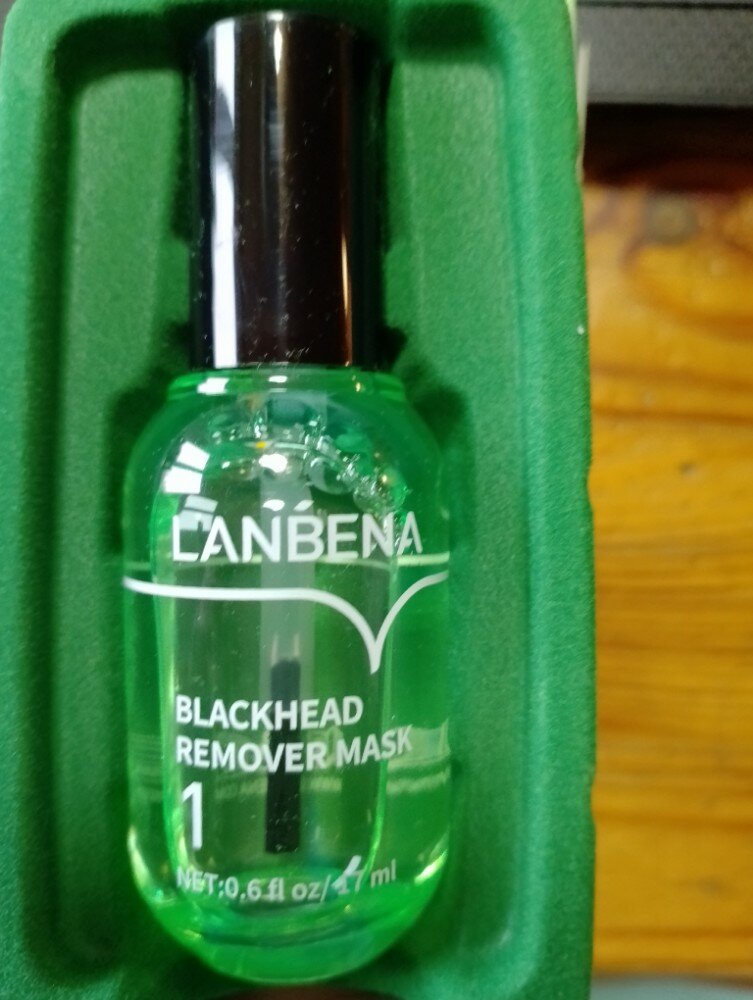 LANBENA
BLACKHEAD
REMOVER MASK
1
NET:0.6 fl oz/ 17 ml